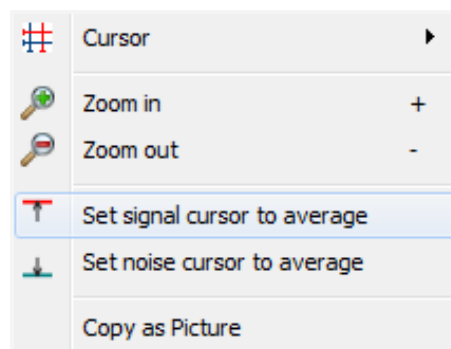 Cursor
Zoom in +
Zoom out -
Set signal cursor to average
Set noise cursor to average
Copy as Picture